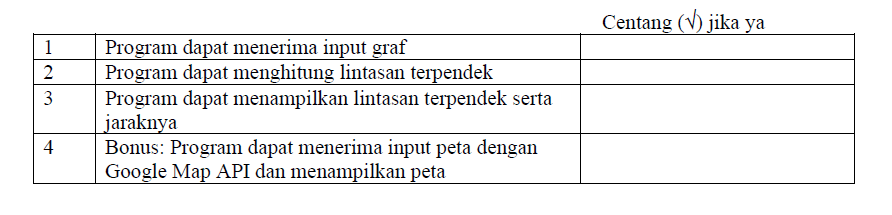 Centang (√) jika ya
1 Program dapat menerima input graf
2 Program dapat menghitung lintasan terpendek
3 Program dapat menampilkan lintasan terpendek serta
jaraknya
4 Bonus: Program dapat menerima input peta dengan
Google Map API dan menampilkan peta